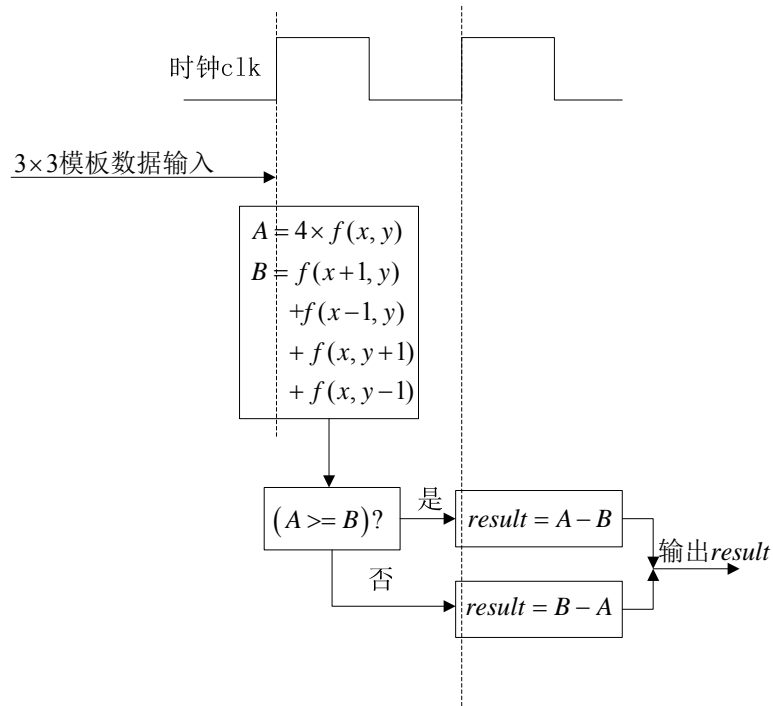 时钟clk
3×3模板数据输入
A = 4× f(x, y)
B = f(x+1, y)
+f(x−1, y)
+ f(x, y+1)
+ f(x, y−1)
(A >= B)?
是
result = A − B
输出result
否
result = B − A